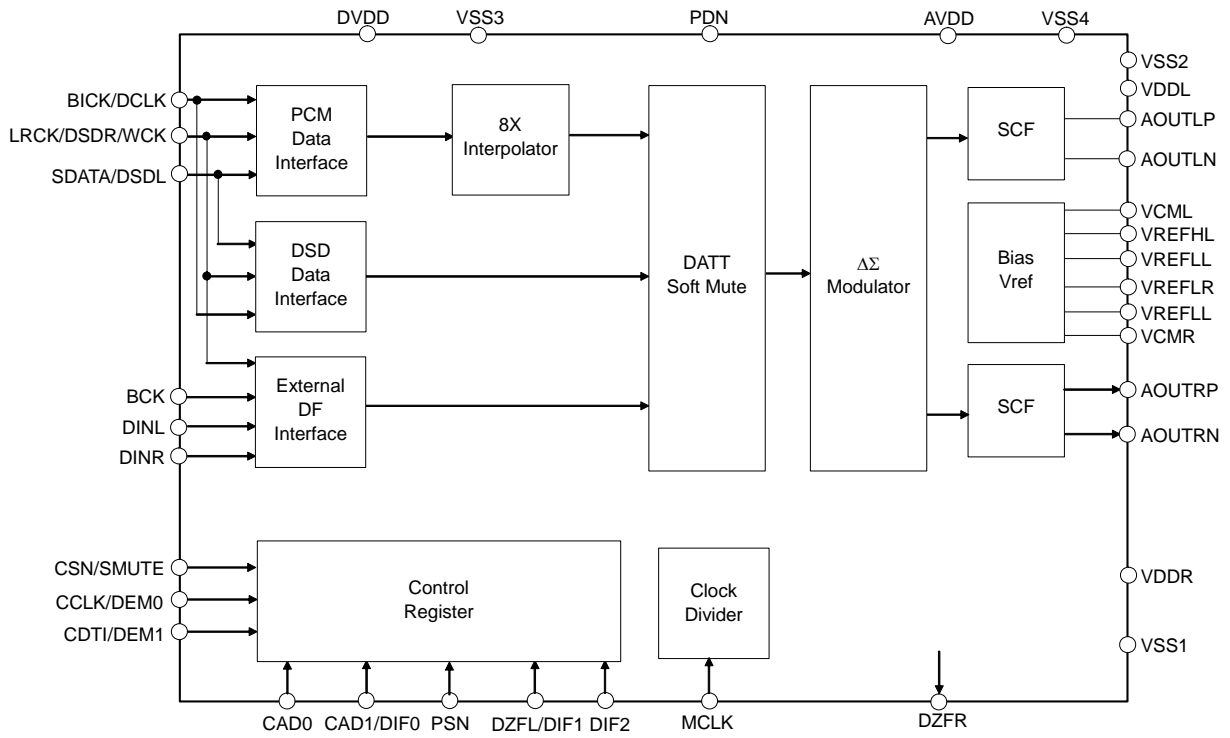 DVDD
VSS3
PDN
AVDD
VSS4
VSS2
VDDL
BICK/DCLK
LRCK/DSDR/WCK
SDATA/DSDL
PCM
Data
Interface
8X
Interpolator
SCF
AOUTLP
AOUTLN
DSD
Data
Interface
DATT
Soft Mute
ΔΣ
Modulator
Bias
Vref
VCML
VREFHL
VREFLL
VREFLR
VREFLL
VCMR
External
DF
Interface
BCK
DINL
DINR
SCF
AOUTRP
AOUTRN
CSN/SMUTE
CCLK/DEM0
CDTI/DEM1
Control
Register
Clock
Divider
VDDR
VSS1
CAD0
CAD1/DIF0
PSN
DZFL/DIF1
DIF2
MCLK
DZFR